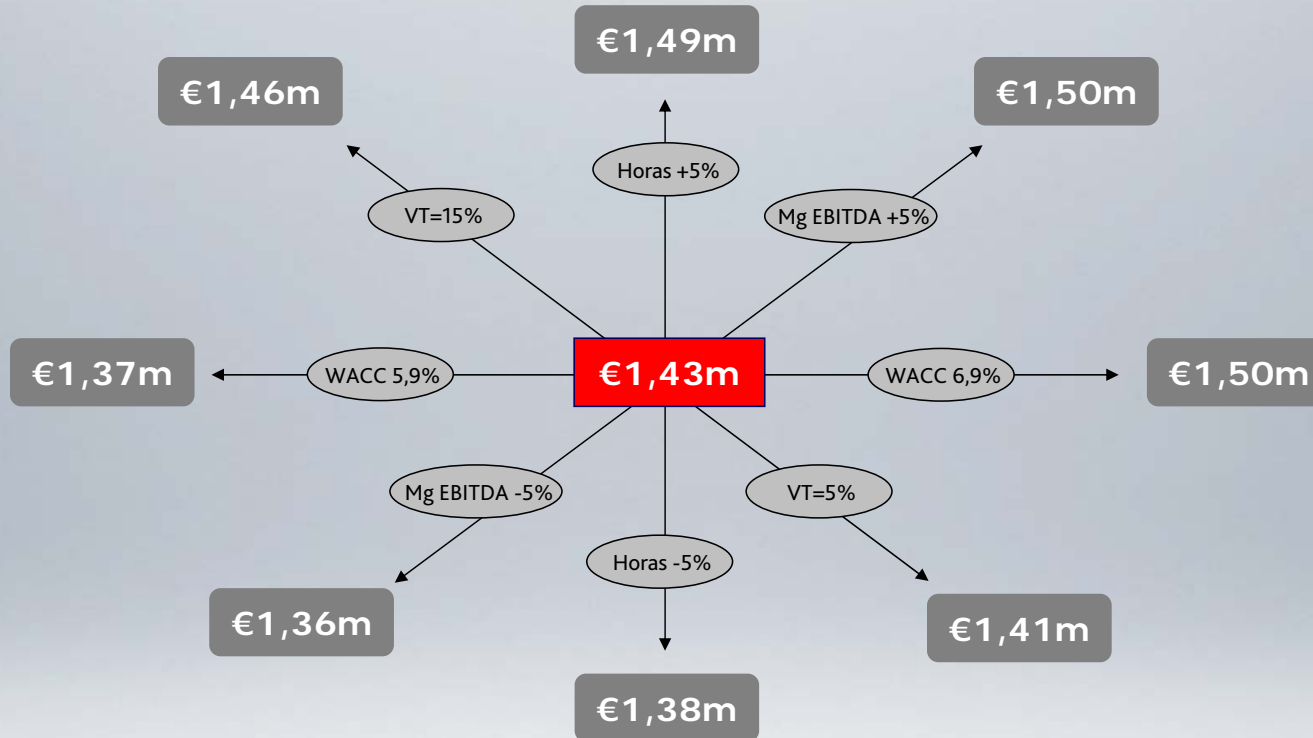 €1,49m
€1,46m
€1,50m
Horas +5%
VT=15%
Mg EBITDA +5%
€1,37m
WACC 5,9%
€1,43m
WACC 6,9%
€1,50m
Mg EBITDA -5%
VT=5%
Horas -5%
€1,36m
€1,41m
€1,38m